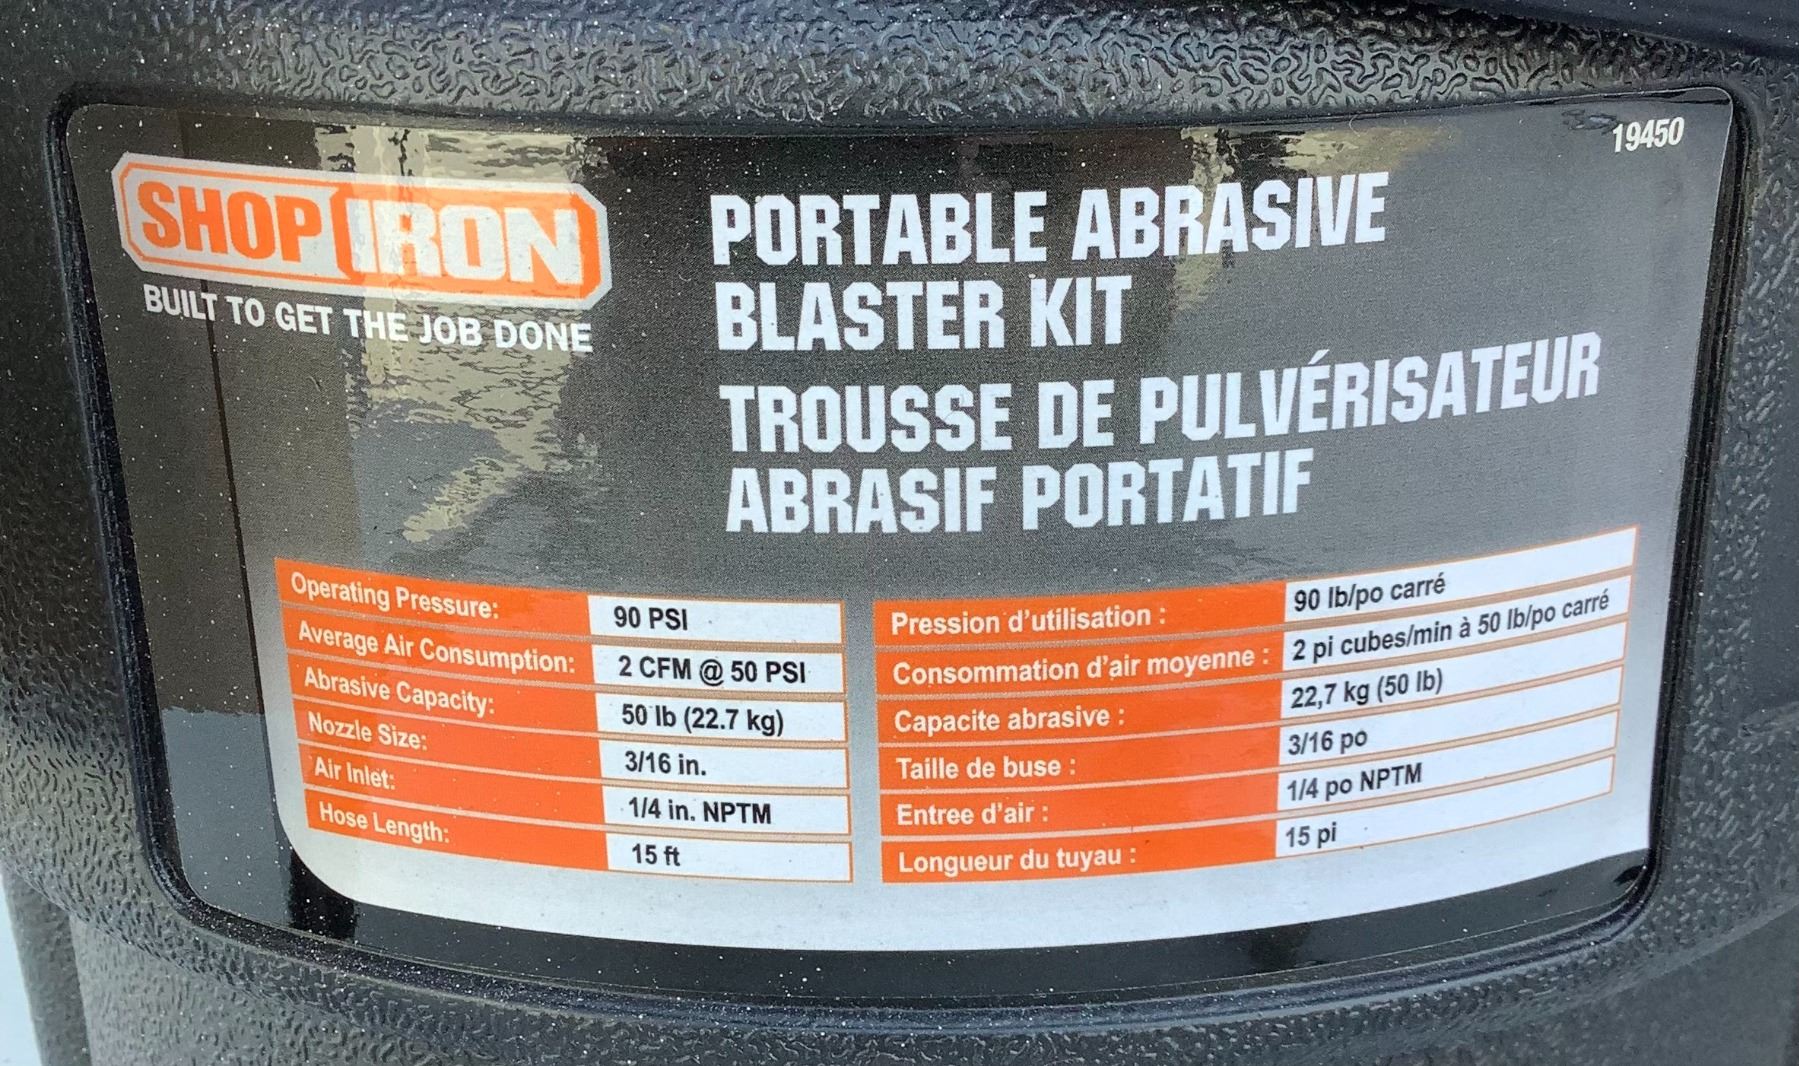 19450
SHOP IRON
BUILT TO GET THE JOB DONE
PORTABLE ABRASIVE
BLASTER KIT
TROUSSE DE PULVÉRISATEUR
ABRASIF PORTATIF
Operating Pressure: 90 PSI
Average Air Consumption: 2 CFM @ 50 PSI
Abrasive Capacity: 50 lb (22.7 kg)
Nozzle Size: 3/16 in.
Air Inlet: 1/4 in. NPTM
Hose Length: 15 ft
Pression d'utilisation : 90 lb/po carré
Consommation d'air moyenne : 2 pi cubes/min à 50 lb/po carré
Capacite abrasive : 22,7 kg (50 lb)
Taille de buse : 3/16 po
Entree d'air : 1/4 po NPTM
Longueur du tuyau : 15 pi